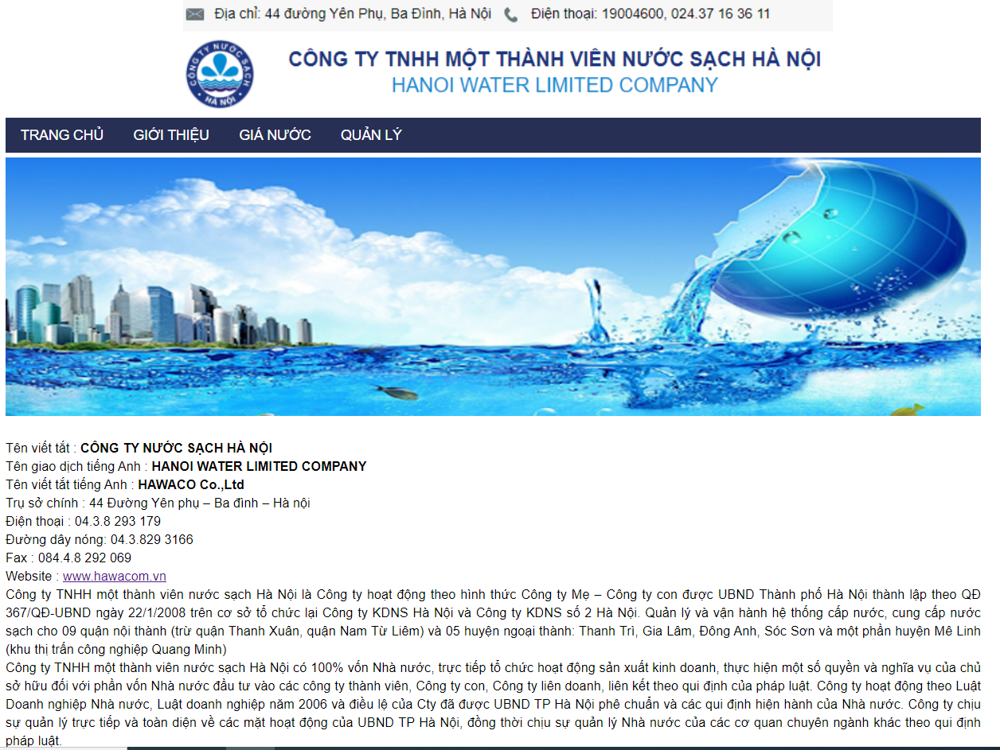 Địa chỉ: 44 đường Yên Phụ, Ba Đình, Hà Nội Điện thoại: 19004600, 024.37 16 36 11
CÔNG TY NƯỚC SẠCH
HÀ NỘI
CÔNG TY TNHH MỘT THÀNH VIÊN NƯỚC SẠCH HÀ NỘI
HANOI WATER LIMITED COMPANY
TRANG CHỦ GIỚI THIỆU GIÁ NƯỚC QUẢN LÝ
Tên viết tắt : CÔNG TY NƯỚC SẠCH HÀ NỘI
Tên giao dịch tiếng Anh : HANOI WATER LIMITED COMPANY
Tên viết tắt tiếng Anh : HAWACO Co.,Ltd
Trụ sở chính : 44 Đường Yên phụ – Ba đình – Hà nội
Điện thoại : 04.3.8 293 179
Đường dây nóng: 04.3.829 3166
Fax : 084.4.8 292 069
Website : www.hawacom.vn
Công ty TNHH một thành viên nước sạch Hà Nội là Công ty hoạt động theo hình thức Công ty Mẹ – Công ty con được UBND Thành phố Hà Nội thành lập theo QĐ
367/QĐ-UBND ngày 22/1/2008 trên cơ sở tổ chức lại Công ty KDNS Hà Nội và Công ty KDNS số 2 Hà Nội. Quản lý và vận hành hệ thống cấp nước, cung cấp nước
sạch cho 09 quận nội thành (trừ quận Thanh Xuân, quận Nam Từ Liêm) và 05 huyện ngoại thành: Thanh Trì, Gia Lâm, Đông Anh, Sóc Sơn và một phần huyện Mê Linh
(khu thị trấn công nghiệp Quang Minh)
Công ty TNHH một thành viên nước sạch Hà Nội có 100% vốn Nhà nước, trực tiếp tổ chức hoạt động sản xuất kinh doanh, thực hiện một số quyền và nghĩa vụ của chủ
sở hữu đối với phần vốn Nhà nước đầu tư vào các công ty thành viên, Công ty con, Công ty liên doanh, liên kết theo qui định của pháp luật. Công ty hoạt động theo Luật
Doanh nghiệp Nhà nước, Luật doanh nghiệp năm 2006 và điều lệ của Cty đã được UBND TP Hà Nội phê chuẩn và các qui định hiện hành của Nhà nước. Công ty chịu
sự quản lý trực tiếp và toàn diện về các mặt hoạt động của UBND TP Hà Nội, đồng thời chịu sự quản lý Nhà nước của các cơ quan chuyên ngành khác theo qui định
pháp luật.